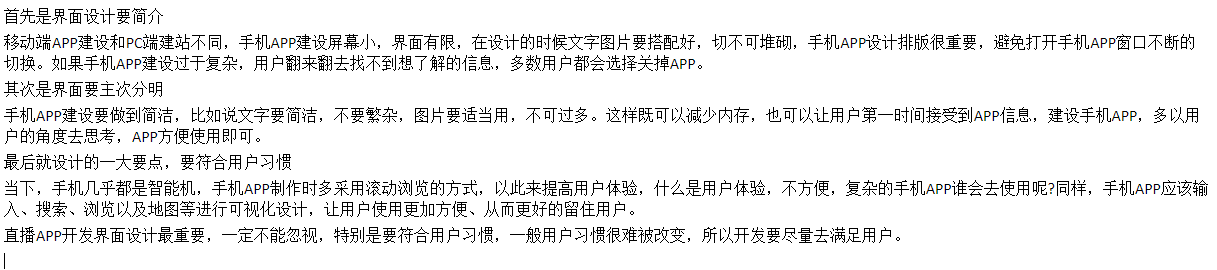 首先是界面设计要简介
移动端APP建设和PC端建站不同，手机APP建设屏幕小，界面有限，在设计的时候文字图片要搭配好，切不可堆砌，手机APP设计排版很重要，避免打开手机APP窗口不断的
切换。如果手机APP建设过于复杂，用户翻来翻去找不到想了解的信息，多数用户都会选择关掉APP。
其次是界面要主次分明
手机APP建设要做到简洁，比如说文字要简洁，不要繁杂，图片要适当用，不可过多。这样既可以减少内存，也可以让用户第一时间接受到APP信息，建设手机APP，多以用
户的角度去思考，APP方便使用即可。
最后就设计的一大要点，要符合用户习惯
当下，手机几乎都是智能机，手机APP制作时多采用滚动浏览的方式，以此来提高用户体验，什么是用户体验，不方便，复杂的手机APP谁会去使用呢?同样，手机APP应该输
入、搜索、浏览以及地图等进行可视化设计，让用户使用更加方便、从而更好的留住用户。
直播APP开发界面设计最重要，一定不能忽视，特别是要符合用户习惯，一般用户习惯很难被改变，所以开发要尽量去满足用户。